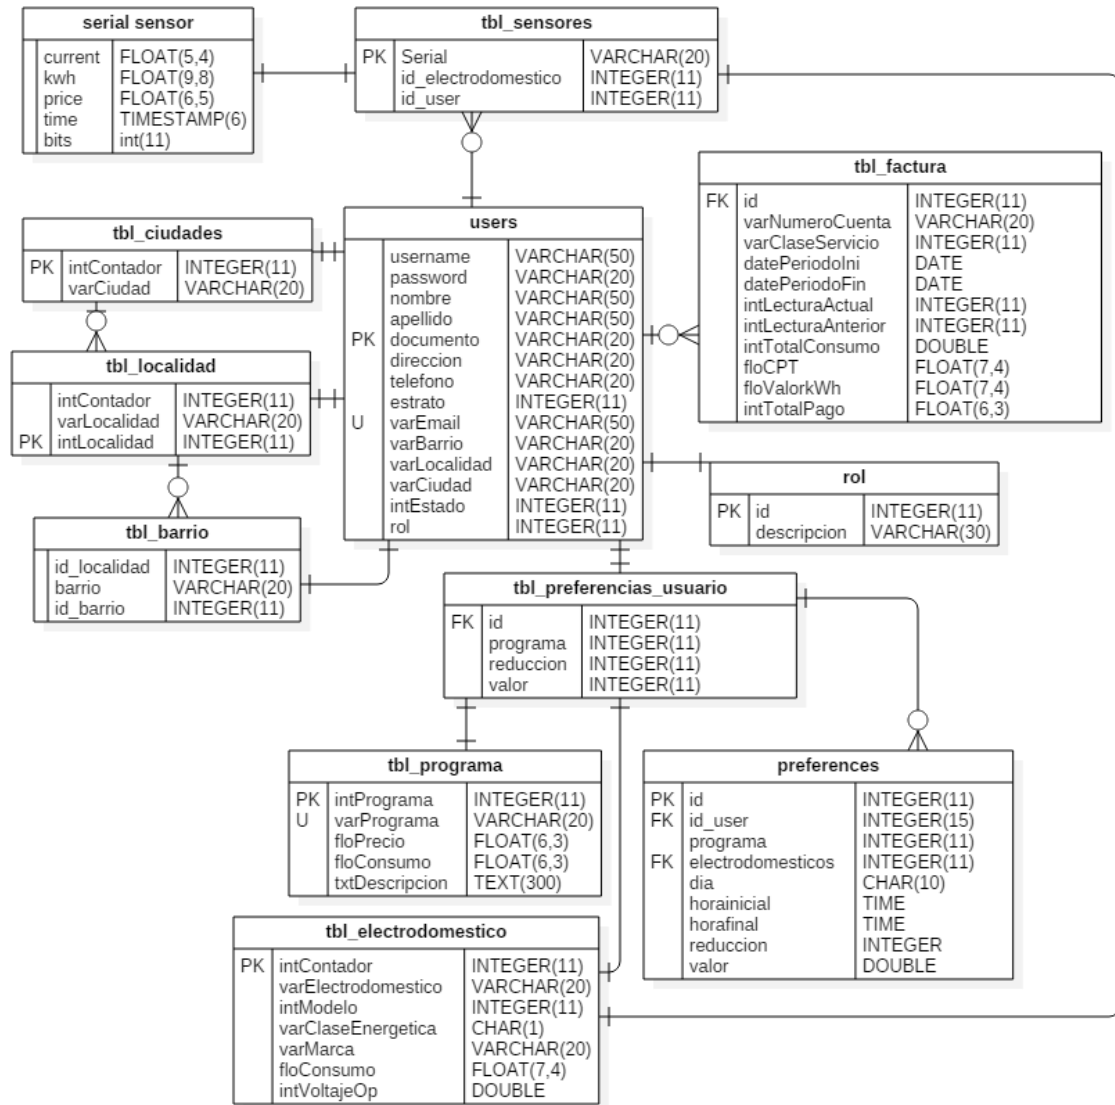 serial sensor
current FLOAT(5,4)
kwh FLOAT(9,8)
price FLOAT(6,5)
time TIMESTAMP(6)
bits int(11)
tbl_sensores
PK Serial VARCHAR(20)
id_electrodomestico INTEGER(11)
id_user INTEGER(11)
tbl_factura
FK id INTEGER(11)
varNumeroCuenta VARCHAR(20)
varClaseServicio INTEGER(11)
datePeriodoIni DATE
datePeriodoFin DATE
intLecturaActual INTEGER(11)
intLecturaAnterior INTEGER(11)
intTotalConsumo DOUBLE
floCPT FLOAT(7,4)
floValorkWh FLOAT(7,4)
intTotalPago FLOAT(6,3)
tbl_ciudades
PK intContador INTEGER(11)
varCiudad VARCHAR(20)
users
username VARCHAR(50)
password VARCHAR(20)
nombre VARCHAR(50)
apellido VARCHAR(50)
PK documento VARCHAR(20)
direccion VARCHAR(20)
telefono VARCHAR(20)
estrato INTEGER(11)
U varEmail VARCHAR(50)
varBarrio VARCHAR(20)
varLocalidad VARCHAR(20)
varCiudad VARCHAR(20)
intEstado INTEGER(11)
rol INTEGER(11)
tbl_localidad
intContador INTEGER(11)
varLocalidad VARCHAR(20)
PK intLocalidad INTEGER(11)
rol
PK id INTEGER(11)
descripcion VARCHAR(30)
tbl_barrio
id_localidad INTEGER(11)
barrio VARCHAR(20)
id_barrio INTEGER(11)
tbl_preferencias_usuario
FK id INTEGER(11)
programa INTEGER(11)
reduccion INTEGER(11)
valor INTEGER(11)
tbl_programa
PK intPrograma INTEGER(11)
U varPrograma VARCHAR(20)
floPrecio FLOAT(6,3)
floConsumo FLOAT(6,3)
txtDescripcion TEXT(300)
preferences
PK id INTEGER(11)
FK id_user INTEGER(15)
programa INTEGER(11)
FK electrodomesticos INTEGER(11)
dia CHAR(10)
horainicial TIME
horafinal TIME
reduccion INTEGER
valor DOUBLE
tbl_electrodomestico
PK intContador INTEGER(11)
varElectrodomestico VARCHAR(20)
intModelo INTEGER(11)
varClaseEnergetica CHAR(1)
varMarca VARCHAR(20)
floConsumo FLOAT(7,4)
intVoltajeOp DOUBLE